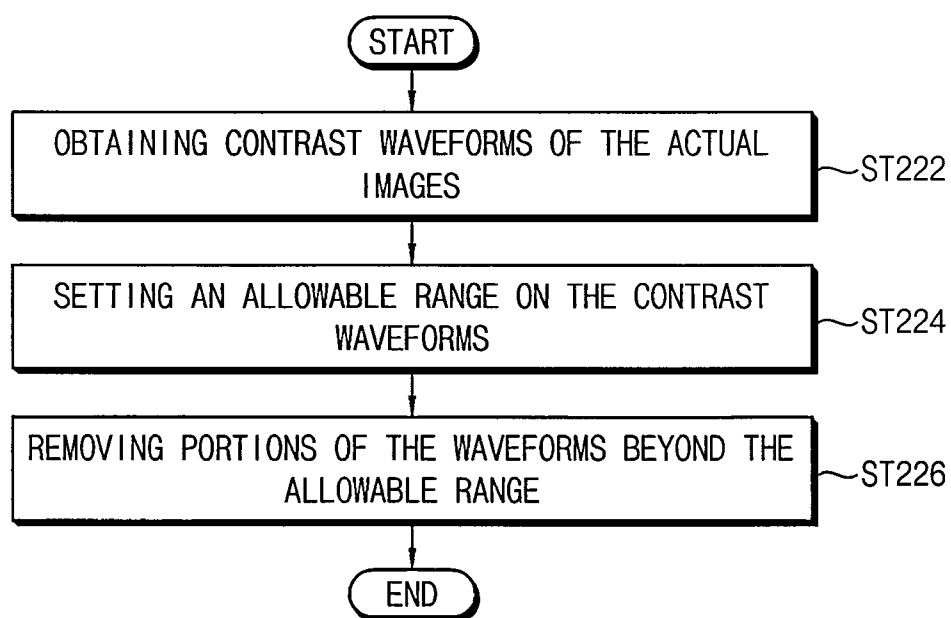 START
OBTAINING CONTRAST WAVEFORMS OF THE ACTUAL
IMAGES
ST222
SETTING AN ALLOWABLE RANGE ON THE CONTRAST
WAVEFORMS
ST224
REMOVING PORTIONS OF THE WAVEFORMS BEYOND THE
ALLOWABLE RANGE
ST226
END